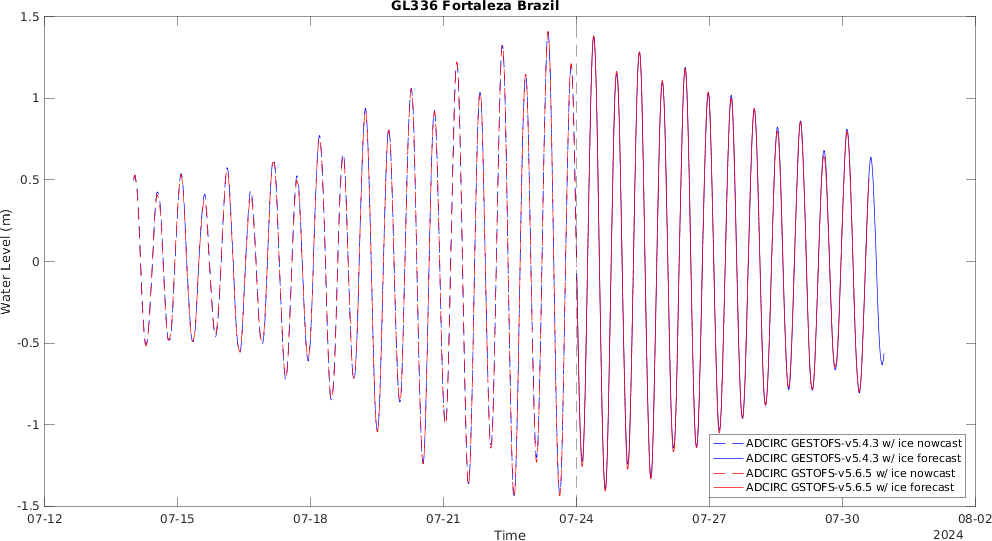 GL336 Fortaleza Brazil
Water Level (m)
1.5
1
0.5
0
-0.5
-1
-1.5
ADCIRC GESTOFS-v5.4.3 w/ ice nowcast
ADCIRC GESTOFS-v5.4.3 w/ ice forecast
ADCIRC GSTOFS-v5.6.5 w/ ice nowcast
ADCIRC GSTOFS-v5.6.5 w/ ice forecast
07-12 07-15 07-18 07-21 07-24 07-27 07-30 08-02
Time
2024